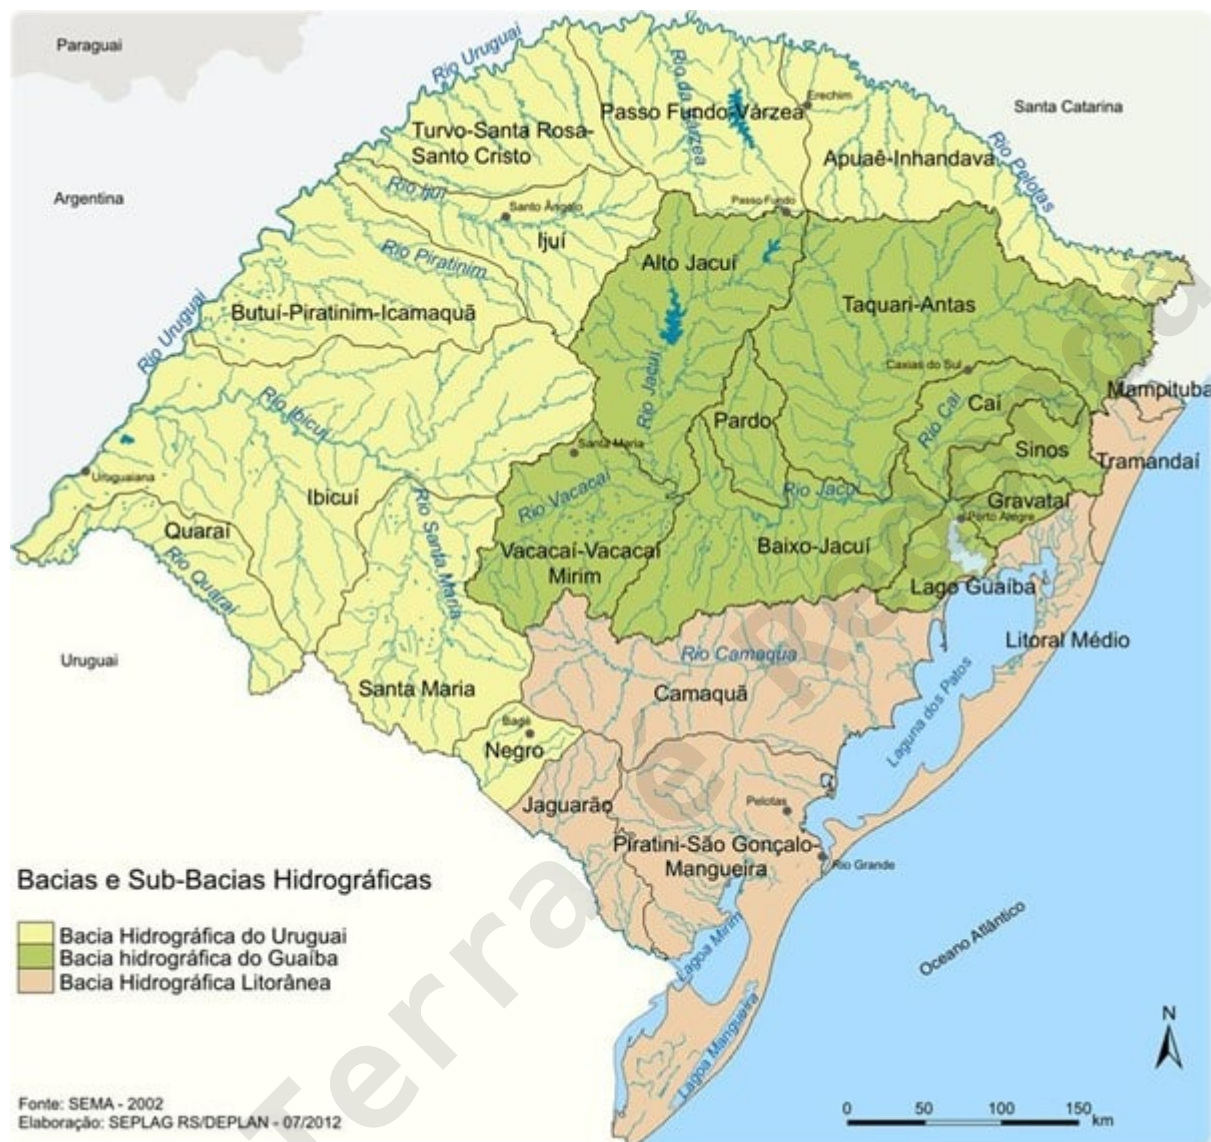 Paraguai
Rio Uruguai
Santa Catarina
Erechim
Rio da Várzea
Passo Fundo-Várzea
Turvo-Santa Rosa-
Santo Cristo
Apuaê-Inhandava
Rio Pelotas
Argentina
Rio Ijuí
Santo Ângelo
Passo Fundo
Ijuí
Rio Piratinim
Alto Jacuí
Taquari-Antas
Butuí-Piratinim-Icamaquã
Rio Uruguai
Rio Jacuí
Caxias do Sul
Mampituba
Rio Ibicuí
Pardo
Rio Caí
Caí
Santa Maria
Sinos
Tramandaí
Uruguaiana
Ibicuí
Rio Vacacaí
Rio Jacuí
Gravataí
Porto Alegre
Quaraí
Rio Santa Maria
Vacacaí-Vacacaí
Mirim
Baixo-Jacuí
Rio Quaraí
Lago Guaíba
Litoral Médio
Uruguai
Rio Camaqua
Santa Maria
Camaquã
Laguna dos Patos
Bagé
Negro
Jaguarão
Pelotas
Piratini-São Gonçalo-
Mangueira
Rio Grande
Oceano Atlântico
Lagoa Mirim
Lagoa Mangueira
Bacias e Sub-Bacias Hidrográficas
Bacia Hidrográfica do Uruguai
Bacia hidrográfica do Guaíba
Bacia Hidrográfica Litorânea
N
0 50 100 150
km
Fonte: SEMA - 2002
Elaboração: SEPLAG RS/DEPLAN - 07/2012
Terra e Redonda